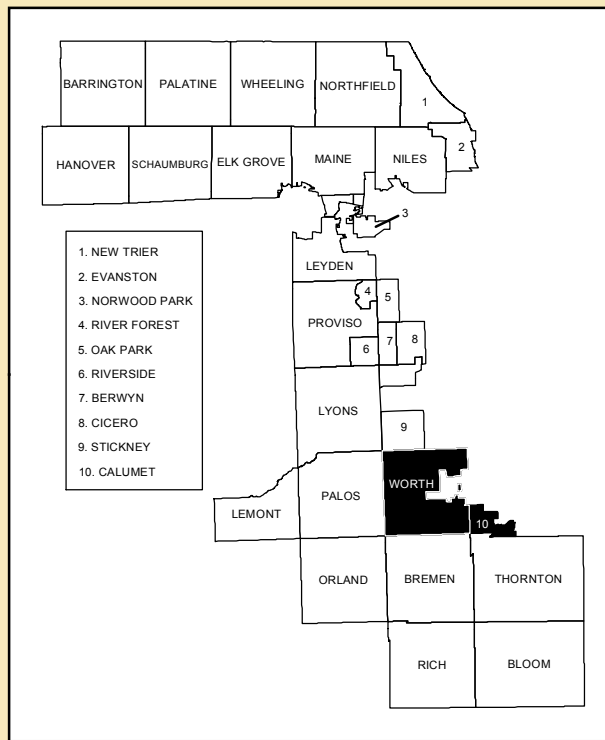 BARRINGTON PALATINE WHEELING NORTHFIELD
1
HANOVER SCHAUMBURG ELK GROVE MAINE NILES 2
3
1. NEW TRIER
2. EVANSTON
3. NORWOOD PARK
4. RIVER FOREST
5. OAK PARK
6. RIVERSIDE
7. BERWYN
8. CICERO
9. STICKNEY
10. CALUMET
LEYDEN
4 5
PROVISO
6 7 8
LYONS
9
WORTH
PALOS
LEMONT
10
ORLAND BREMEN THORNTON
RICH BLOOM